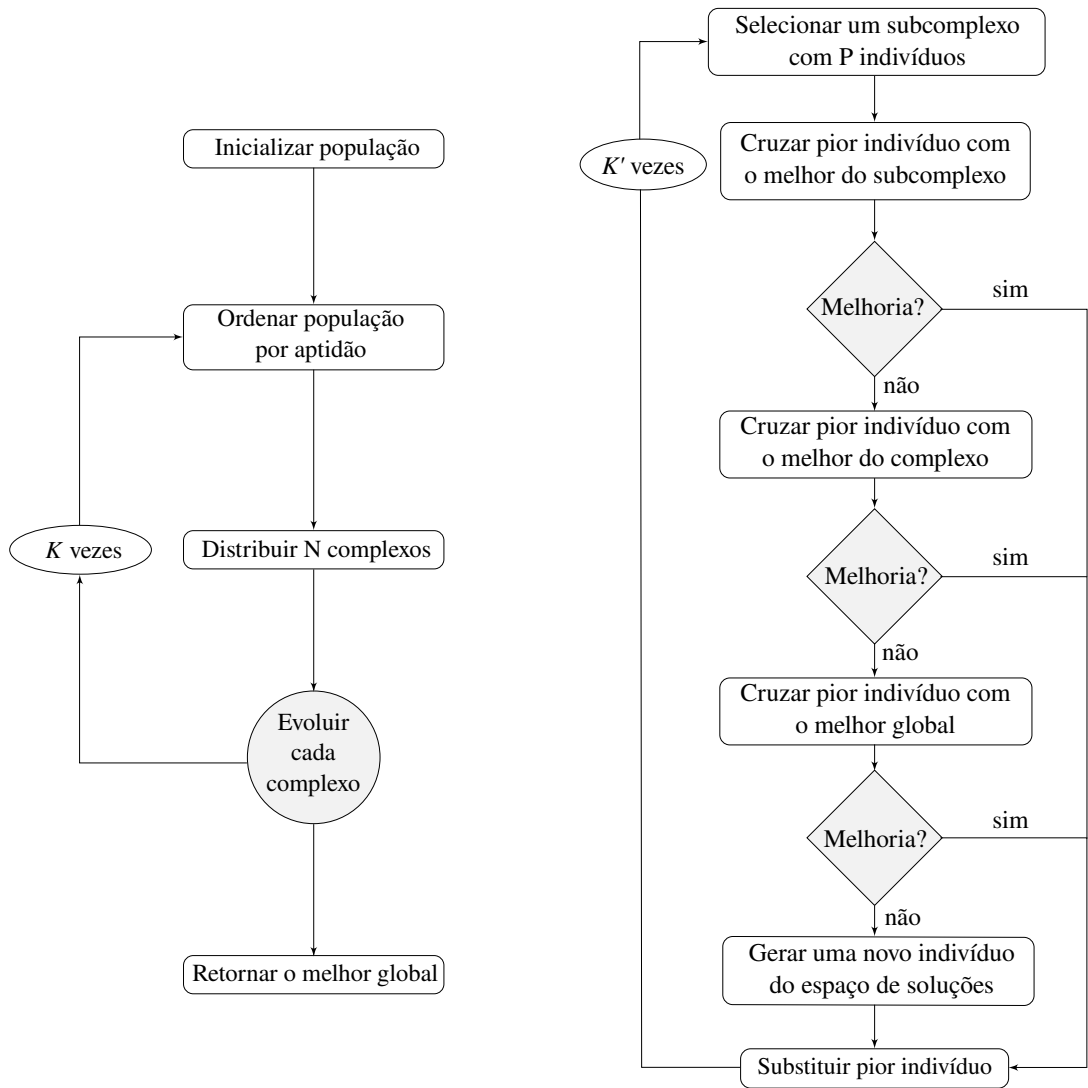 Inicializar população
Ordenar população
por aptidão
K vezes
Distribuir N complexos
Evoluir
cada
complexo
Retornar o melhor global
Selecionar um subcomplexo
com P indivíduos
K' vezes
Cruzar pior indivíduo com
o melhor do subcomplexo
Melhoria?
sim
não
Cruzar pior indivíduo com
o melhor do complexo
Melhoria?
sim
não
Cruzar pior indivíduo com
o melhor global
Melhoria?
sim
não
Gerar uma novo indivíduo
do espaço de soluções
Substituir pior indivíduo